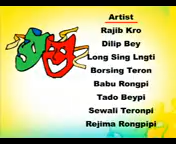 Artist
Rajib Kro
Dilip Bey
Long Sing Lngti
Borsing Teron
Babu Rongpi
Tado Beypi
Sewali Teronpi
Rejima Rongpipi